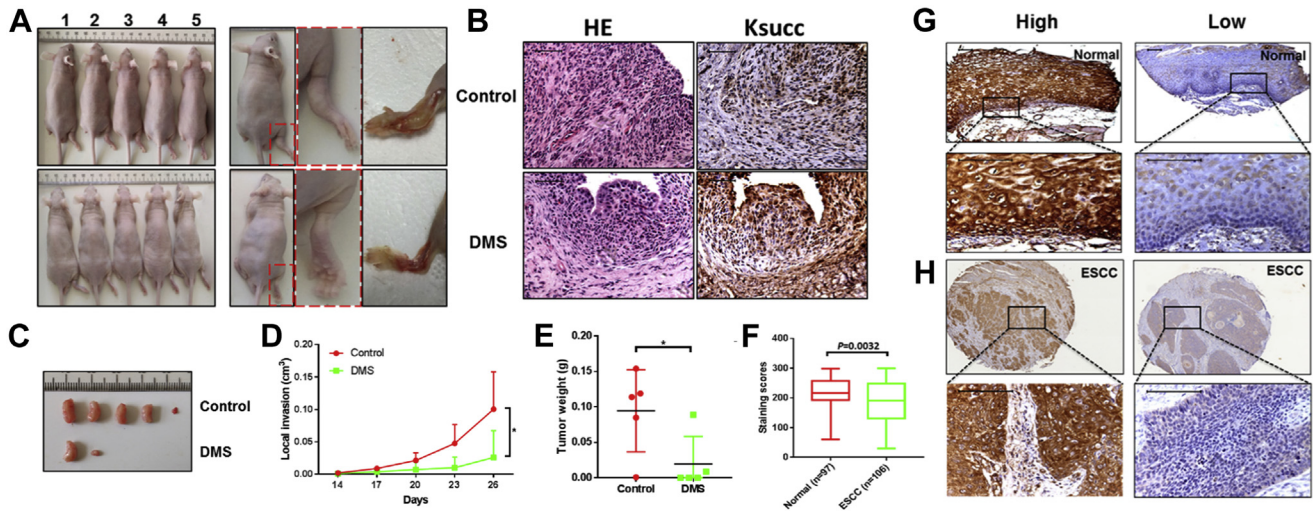 A
1 2 3 4 5
B
HE Ksucc
Control
DMS
C
Control
DMS
D
Control
DMS
Local invasion (cm3)
0.20
0.15
0.10
0.05
0.00
*
14 17 20 23 26
Days
E
Tumor weight (g)
0.20
0.15
0.10
0.05
0.00
*
Control DMS
F
P=0.0032
Staining scores
400
300
200
100
0
Normal (n=97)
ESCC (n=106)
G
High Low
Normal Normal
H
ESCC ESCC